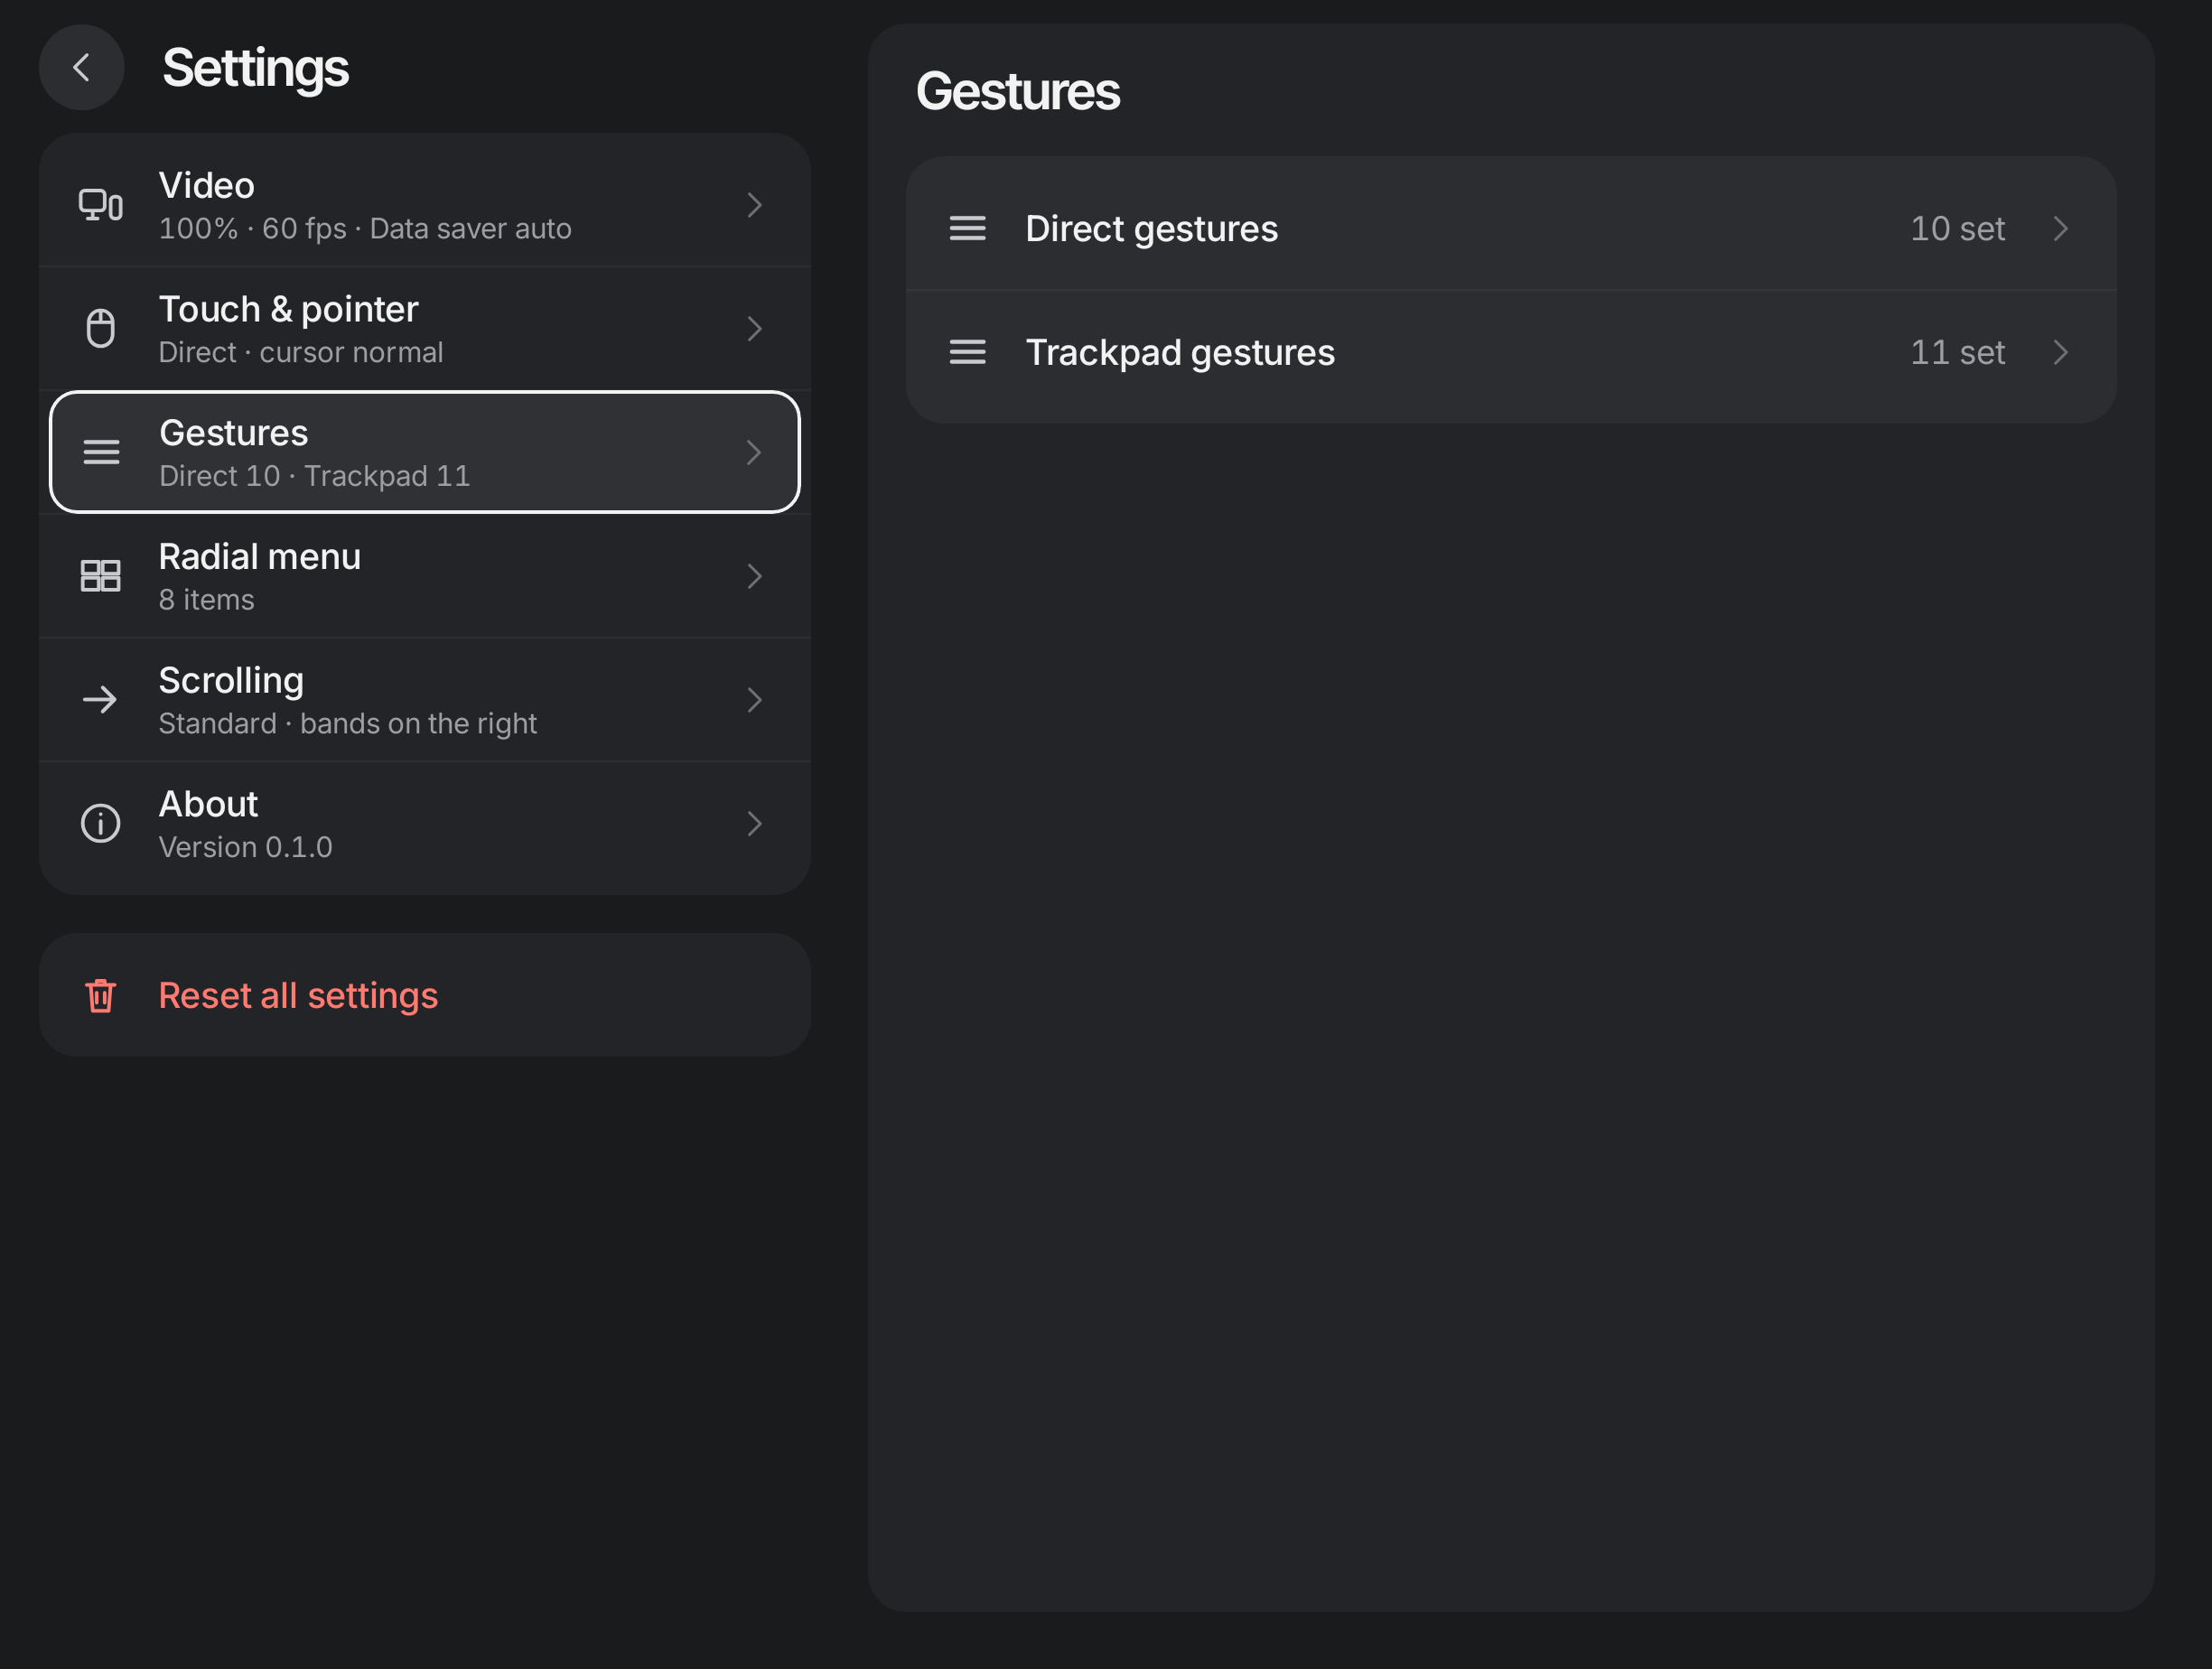 Settings
Video
100% · 60 fps · Data saver auto
Touch & pointer
Direct · cursor normal
Gestures
Direct 10 · Trackpad 11
Radial menu
8 items
Scrolling
Standard · bands on the right
About
Version 0.1.0
Reset all settings
Gestures
Direct gestures 10 set
Trackpad gestures 11 set